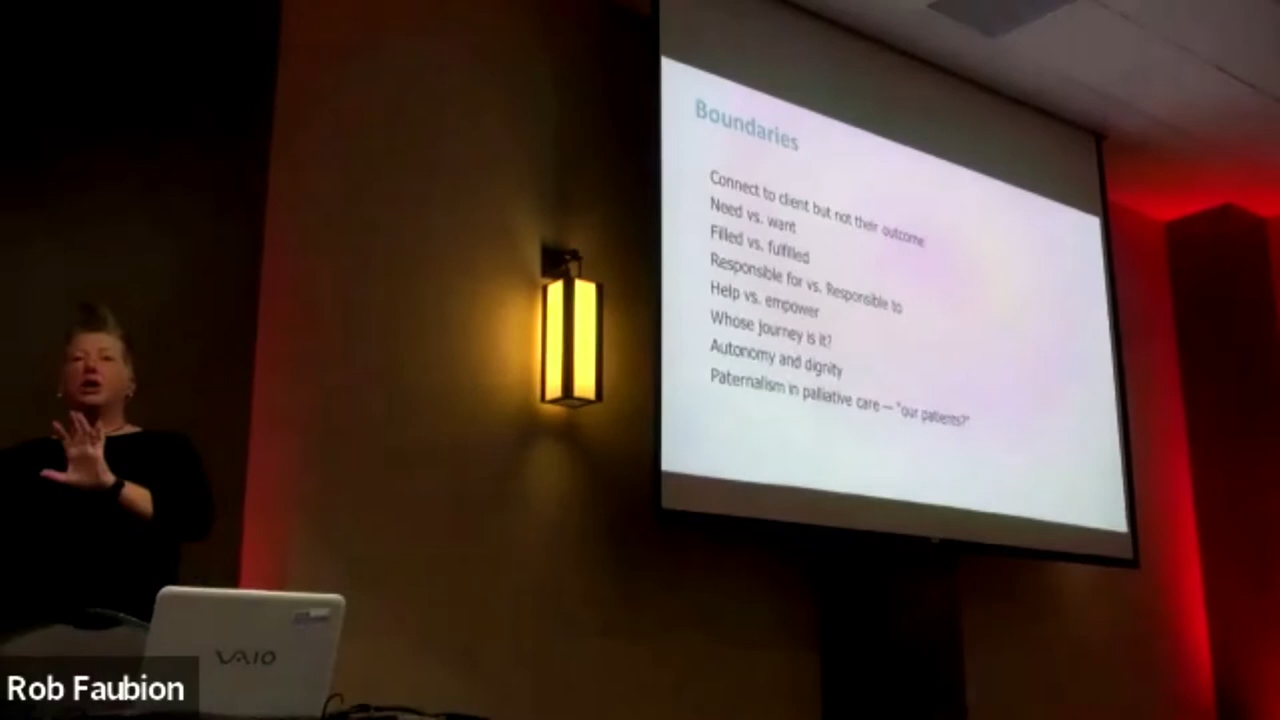 Boundaries
Connect to client but not their outcome
Need vs. want
Filled vs. fulfilled
Responsible for vs. Responsible to
Help vs. empower
Whose journey is it?
Autonomy and dignity
Paternalism in palliative care — "our patients?"
VAIO
Rob Faubion